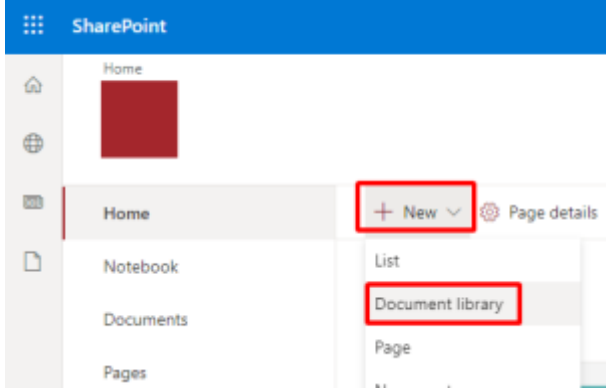 SharePoint
Home
Home
+ New
Page details
Notebook
List
Document library
Documents
Page
Pages